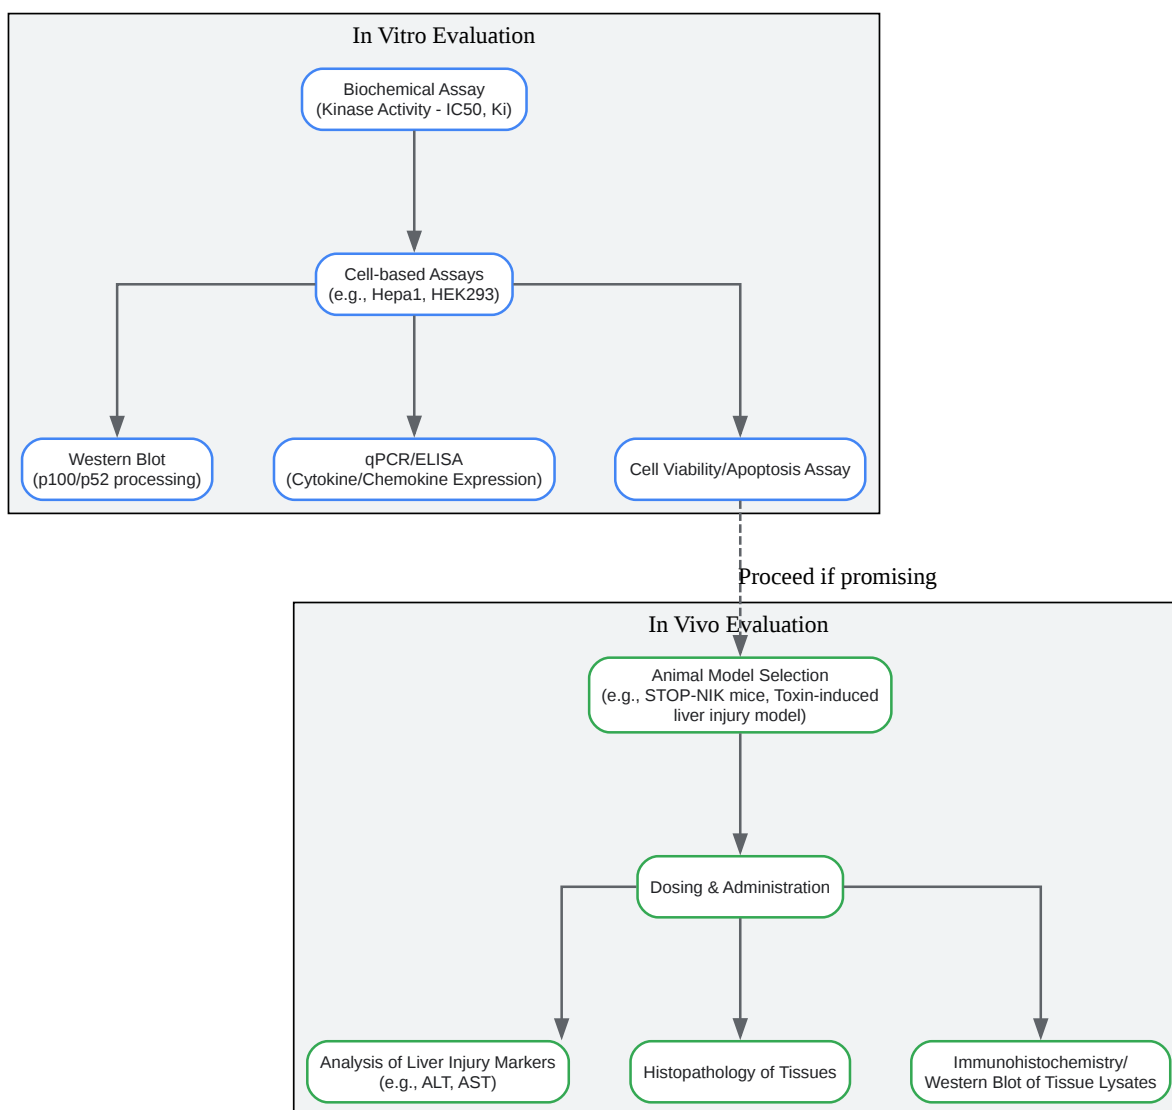 In Vitro Evaluation
Biochemical Assay
(Kinase Activity - IC50, Ki)
Cell-based Assays
(e.g., Hepa1, HEK293)
Western Blot
(p100/p52 processing)
qPCR/ELISA
(Cytokine/Chemokine Expression)
Cell Viability/Apoptosis Assay
Proceed if promising
In Vivo Evaluation
Animal Model Selection
(e.g., STOP-NIK mice, Toxin-induced
liver injury model)
Dosing & Administration
Analysis of Liver Injury Markers
(e.g., ALT, AST)
Histopathology of Tissues
Immunohistochemistry/
Western Blot of Tissue Lysates